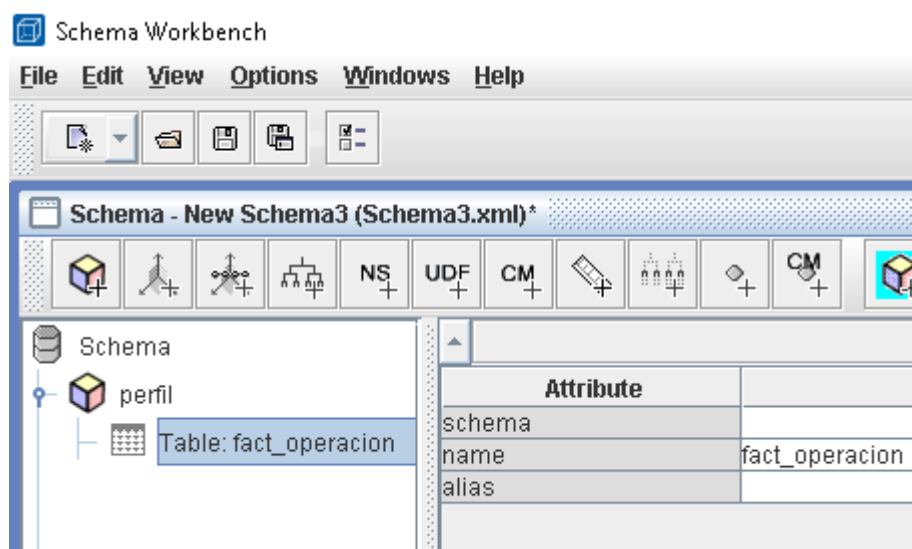 Schema Workbench
File Edit View Options Windows Help
Schema - New Schema3 (Schema3.xml)*
NS UDF CM CM
Schema
perfil
Table: fact_operacion
Attribute
schema
name fact_operacion
alias